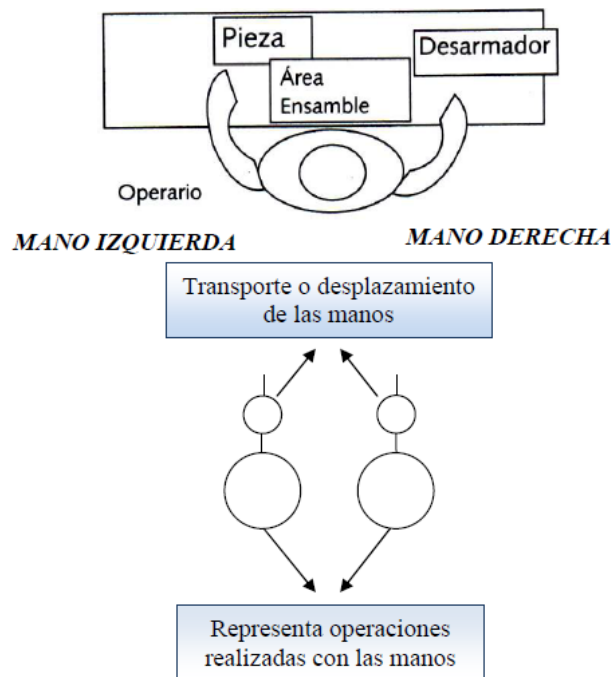 Pieza
Desarmador
Área
Ensamble
Operario
MANO IZQUIERDA
MANO DERECHA
Transporte o desplazamiento
de las manos
Representa operaciones
realizadas con las manos